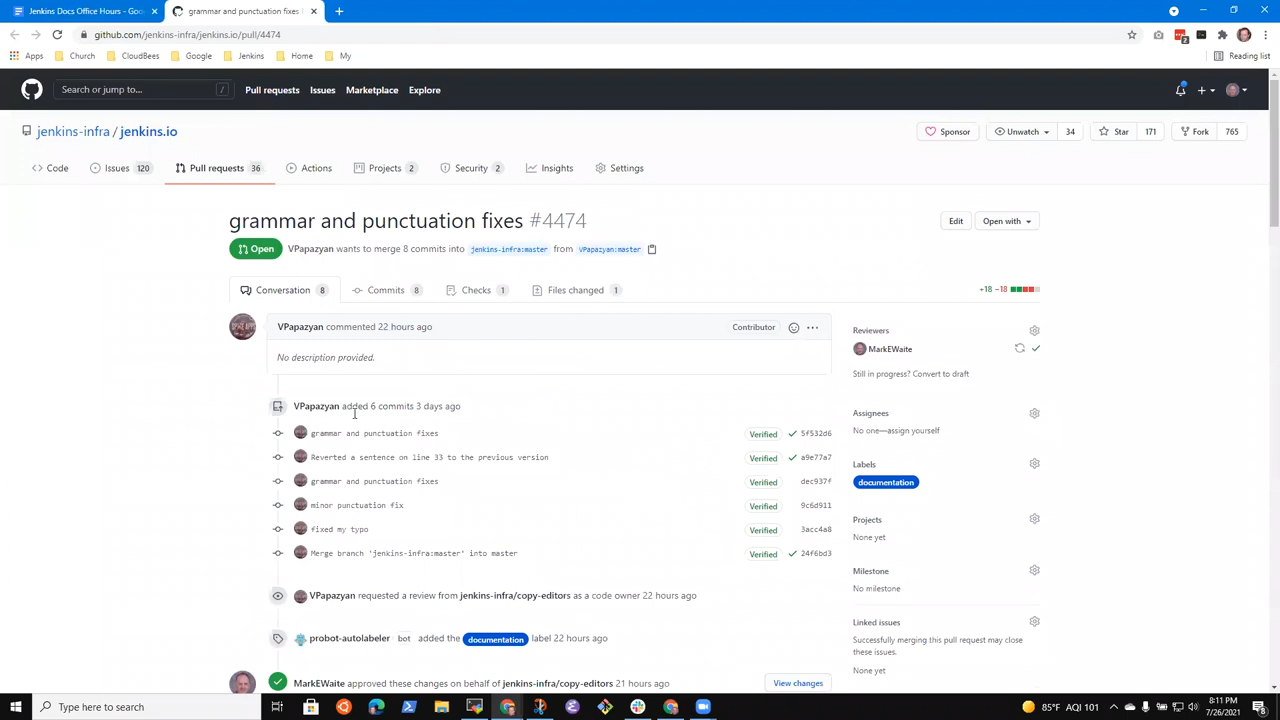 Jenkins Docs Office Hours - Goo
grammar and punctuation fixes
github.com/jenkins-infra/jenkins.io/pull/4474
2
Apps Church CloudBees Google Jenkins Home My Reading list
Search or jump to... / Pull requests Issues Marketplace Explore
jenkins-infra / jenkins.io
Sponsor Unwatch 34 Star 171 Fork 765
Code Issues 120 Pull requests 36 Actions Projects 2 Security 2 Insights Settings
grammar and punctuation fixes #4474
Edit Open with
Open VPapazyan wants to merge 8 commits into jenkins-infra:master from VPapazyan:master
Conversation 8 Commits 8 Checks 1 Files changed 1 +18 −18
VPapazyan commented 22 hours ago Contributor
No description provided.
VPapazyan added 6 commits 3 days ago
grammar and punctuation fixes Verified 5f532d6
Reverted a sentence on line 33 to the previous version Verified a9e77a7
grammar and punctuation fixes Verified dec937f
minor punctuation fix Verified 9c6d911
fixed my typo Verified 3acc4a8
Merge branch 'jenkins-infra:master' into master Verified 24f6bd3
VPapazyan requested a review from jenkins-infra/copy-editors as a code owner 22 hours ago
probot-autolabeler bot added the documentation label 22 hours ago
MarkEWaite approved these changes on behalf of jenkins-infra/copy-editors 21 hours ago View changes
Reviewers
MarkEWaite
Still in progress? Convert to draft
Assignees
No one—assign yourself
Labels
documentation
Projects
None yet
Milestone
No milestone
Linked issues
Successfully merging this pull request may close
these issues.
None yet
Type here to search
85°F AQI 101
8:11 PM
7/26/2021
8